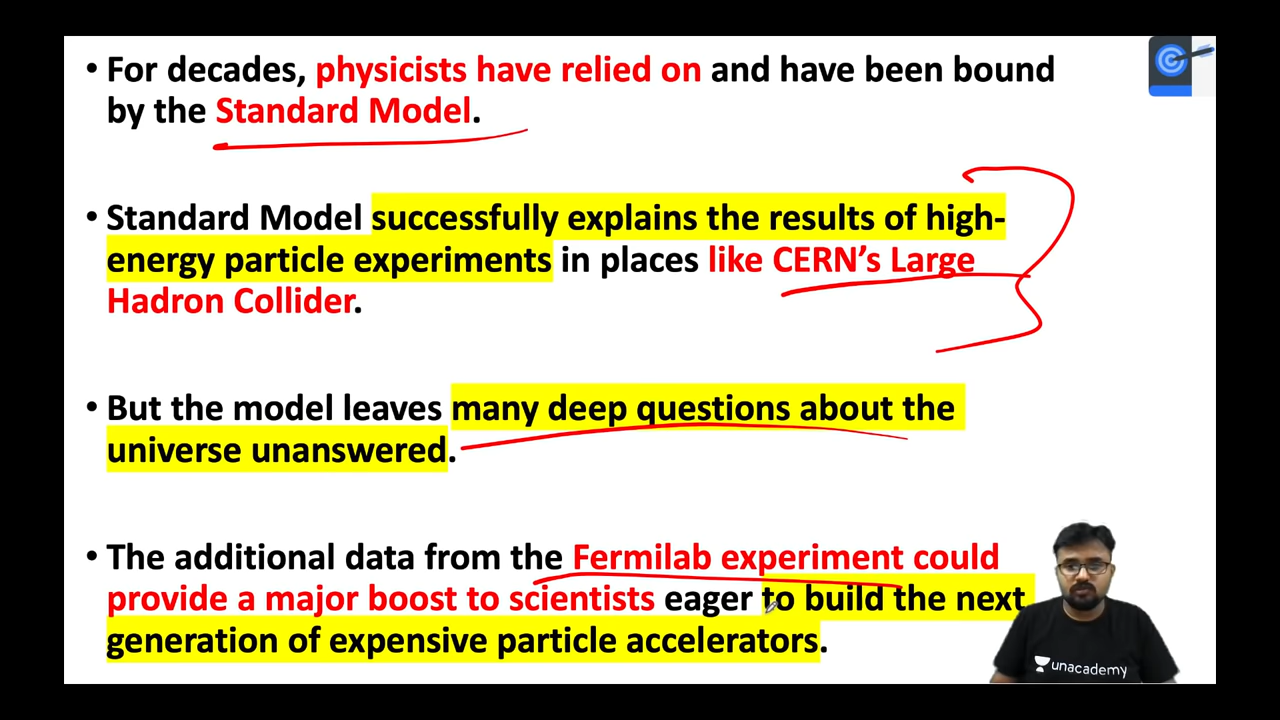 • For decades, physicists have relied on and have been bound
by the Standard Model.
• Standard Model successfully explains the results of high-
energy particle experiments in places like CERN’s Large
Hadron Collider.
• But the model leaves many deep questions about the
universe unanswered.
• The additional data from the Fermilab experiment could
provide a major boost to scientists eager to build the next
generation of expensive particle accelerators.
unacademy